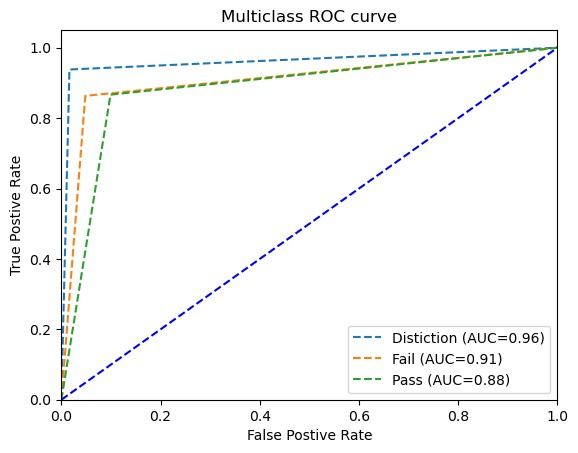 Multiclass ROC curve
True Postive Rate
1.0
0.8
0.6
0.4
0.2
0.0
Distiction (AUC=0.96)
Fail (AUC=0.91)
Pass (AUC=0.88)
0.0 0.2 0.4 0.6 0.8 1.0
False Postive Rate